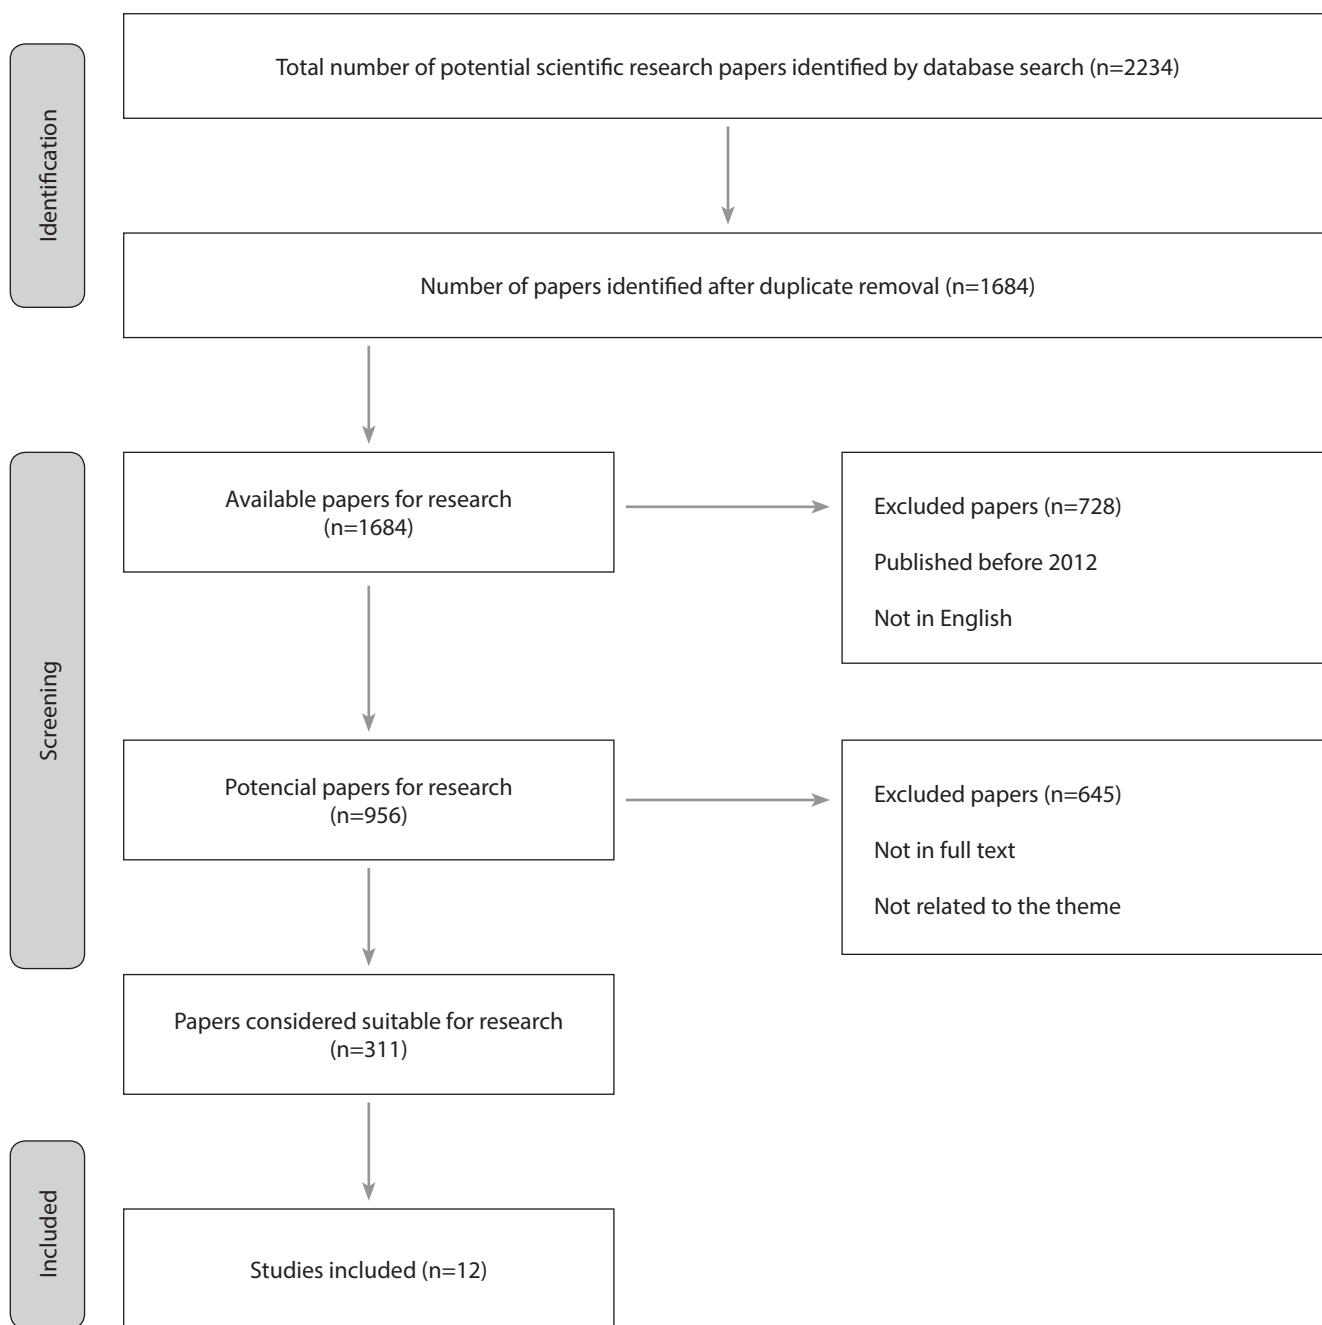 Identification
Total number of potential scientific research papers identified by database search (n=2234)
Number of papers identified after duplicate removal (n=1684)
Screening
Available papers for research
(n=1684)
Excluded papers (n=728)
Published before 2012
Not in English
Potencial papers for research
(n=956)
Excluded papers (n=645)
Not in full text
Not related to the theme
Papers considered suitable for research
(n=311)
Included
Studies included (n=12)